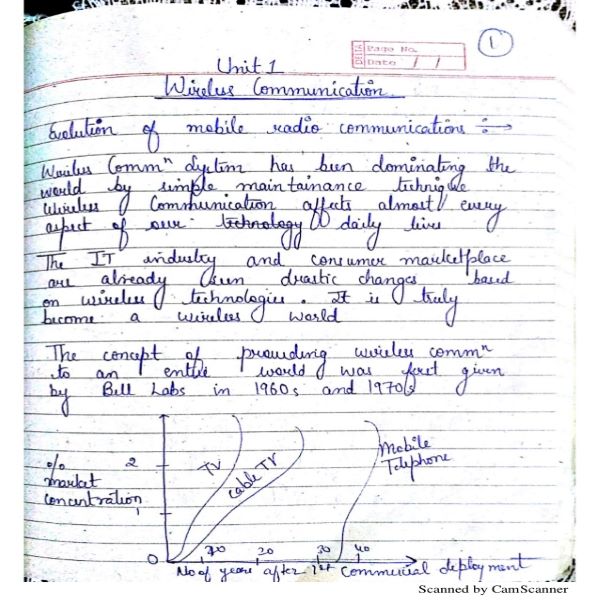 1
DELTA Page No.
Date / /
Unit 1
Wireless Communication
Evolution of mobile radio communications :→
Wireless Commⁿ System has been dominating the
world by simple maintainance technique
Wireless Communication affects almost every
aspect of our technology daily lives
The IT industry and consumer marketplace
are already seen drastic changes based
on wireless technologies. It is truly
become a wireless world
The concept of providing wireless commⁿ
to an entire world was first given
by Bell Labs in 1960s and 1970s
% market concentration
2
1
0
TV
cable TV
Mobile
Telephone
10 20 30 40
No of years after 1st Commercial deployment
Scanned by CamScanner